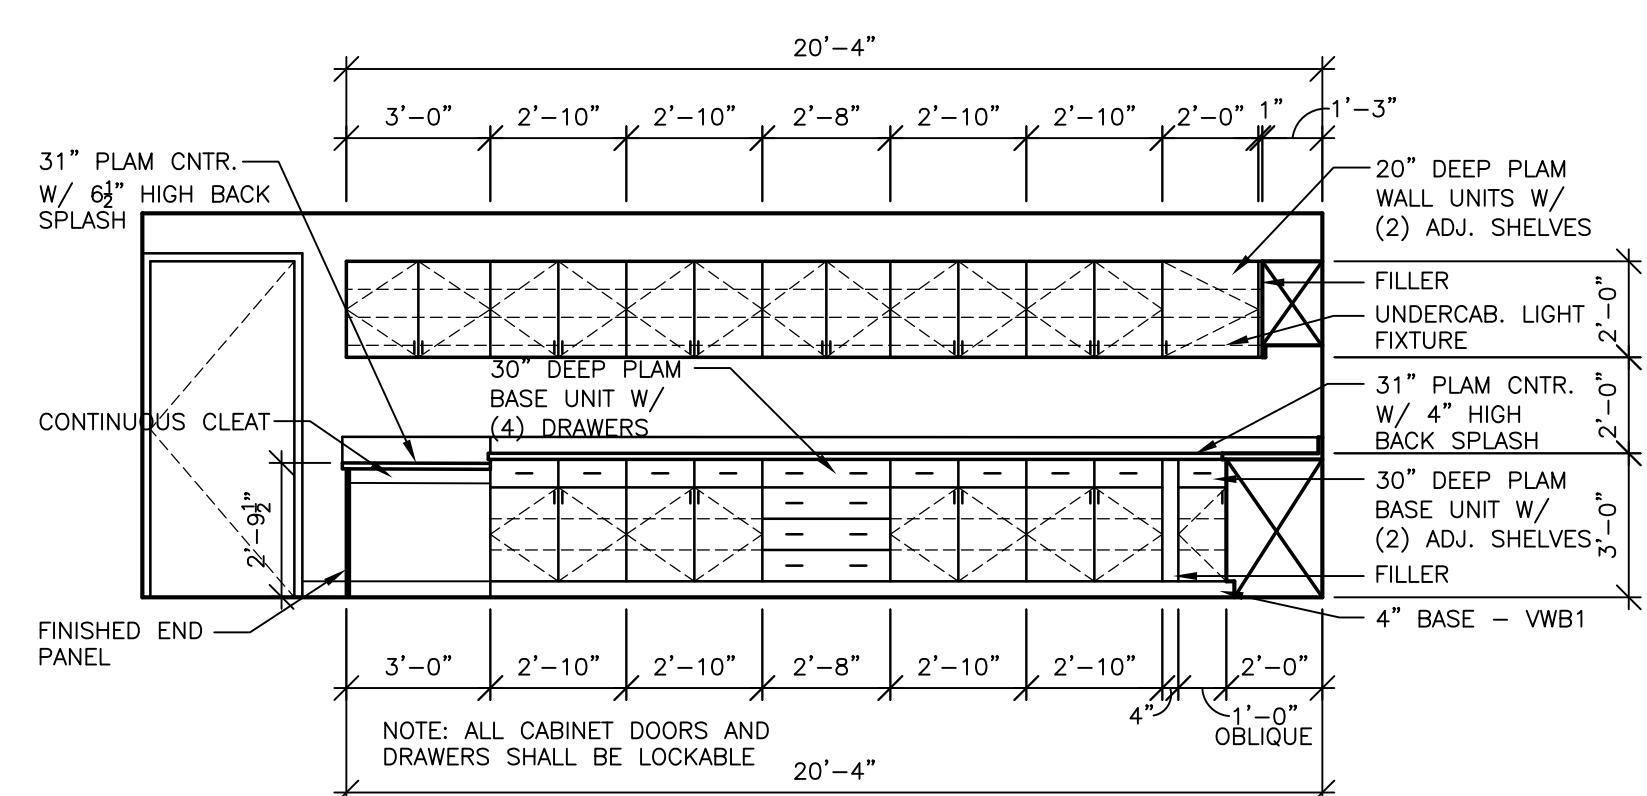 20'-4"
3'-0" 2'-10" 2'-10" 2'-8" 2'-10" 2'-10" 2'-0" 1" 1'-3"
31" PLAM CNTR.
W/ 6½" HIGH BACK
SPLASH
20" DEEP PLAM
WALL UNITS W/
(2) ADJ. SHELVES
FILLER
UNDERCAB. LIGHT
FIXTURE
2'-0"
30" DEEP PLAM
BASE UNIT W/
(4) DRAWERS
31" PLAM CNTR.
W/ 4" HIGH
BACK SPLASH
2'-0"
CONTINUOUS CLEAT
2'-9½"
30" DEEP PLAM
BASE UNIT W/
(2) ADJ. SHELVES
3'-0"
FILLER
4" BASE – VWB1
FINISHED END
PANEL
3'-0" 2'-10" 2'-10" 2'-8" 2'-10" 2'-10" 2'-0"
4" 1'-0"
OBLIQUE
NOTE: ALL CABINET DOORS AND
DRAWERS SHALL BE LOCKABLE
20'-4"